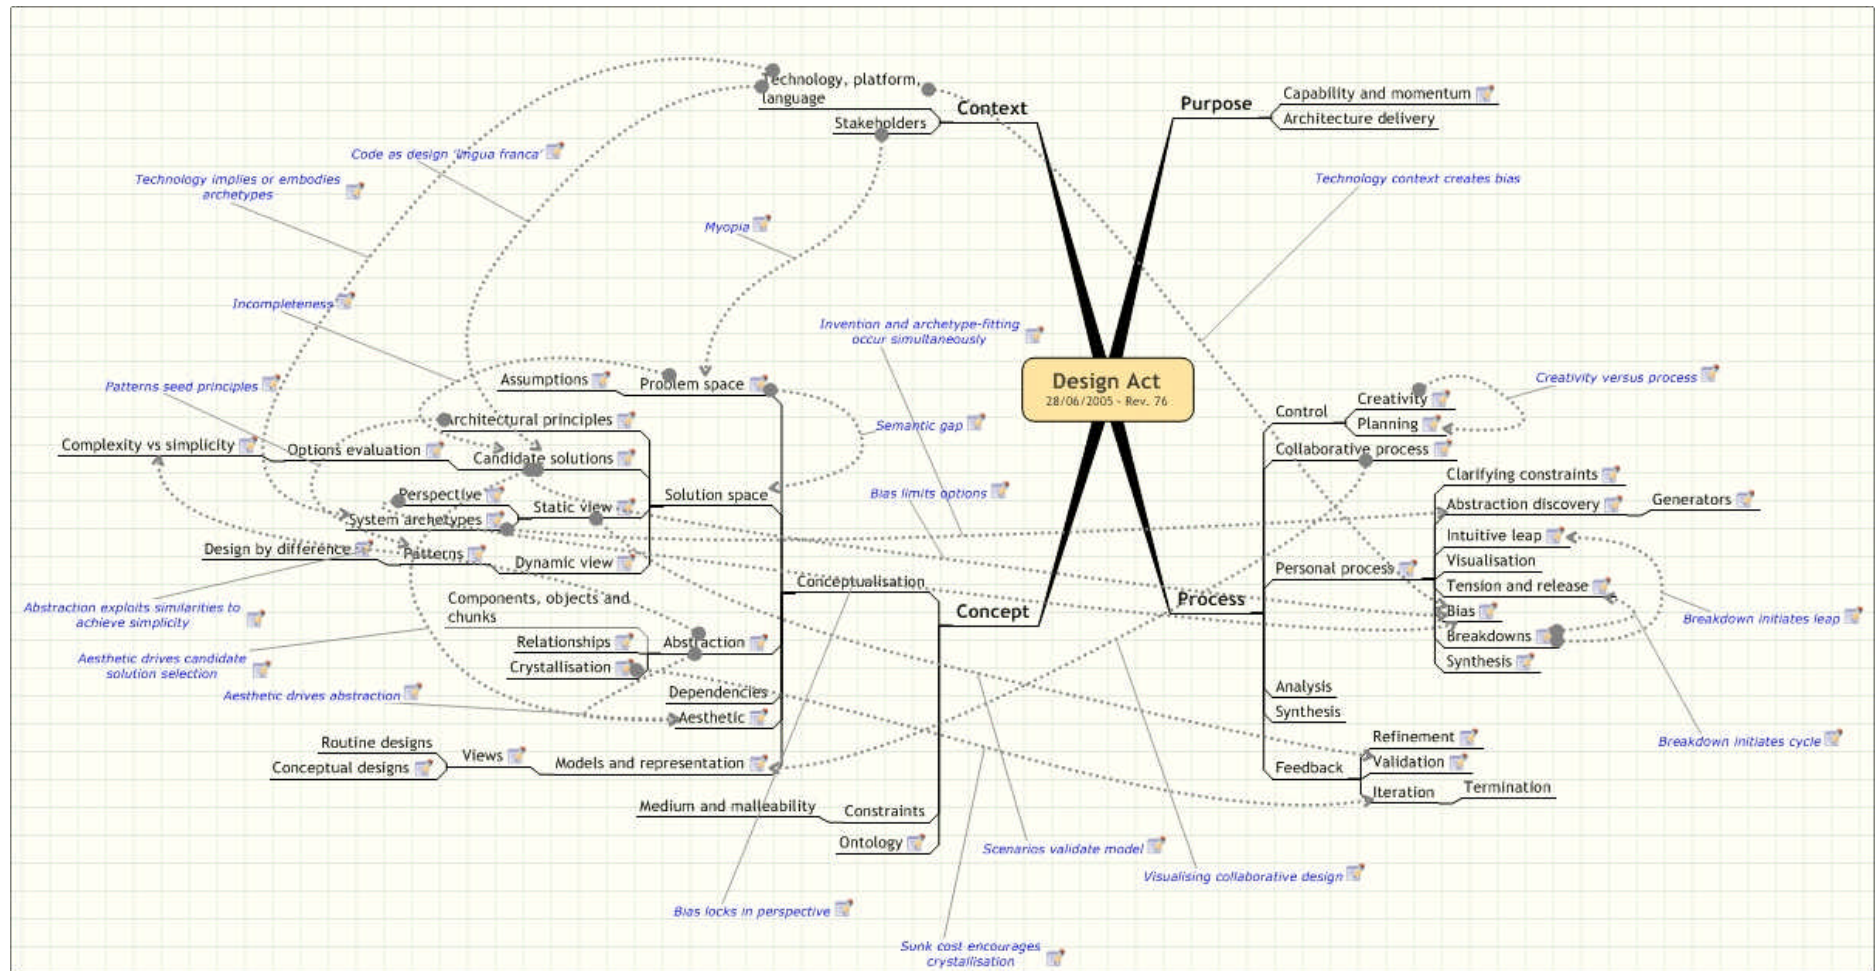 Technology, platform,
language
Stakeholders
Context
Purpose
Capability and momentum
Architecture delivery
Code as design 'lingua franca'
Technology implies or embodies
archetypes
Technology context creates bias
Myopia
Incompleteness
Invention and archetype-fitting
occur simultaneously
Design Act
28/06/2005 - Rev. 76
Patterns seed principles
Assumptions
Problem space
Creativity versus process
Architectural principles
Semantic gap
Control
Creativity
Planning
Complexity vs simplicity
Options evaluation
Candidate solutions
Collaborative process
Perspective
Solution space
Bias limits options
Clarifying constraints
System archetypes
Static view
Abstraction discovery
Generators
Design by difference
Patterns
Dynamic view
Intuitive leap
Visualisation
Personal process
Tension and release
Conceptualisation
Components, objects and
chunks
Concept
Process
Bias
Breakdowns
Synthesis
Abstraction exploits similarities to
achieve simplicity
Breakdown initiates leap
Relationships
Abstraction
Crystallisation
Aesthetic drives candidate
solution selection
Aesthetic drives abstraction
Dependencies
Aesthetic
Analysis
Synthesis
Routine designs
Conceptual designs
Views
Models and representation
Refinement
Feedback
Validation
Iteration
Termination
Breakdown initiates cycle
Medium and malleability
Constraints
Ontology
Scenarios validate model
Visualising collaborative design
Bias locks in perspective
Sunk cost encourages
crystallisation